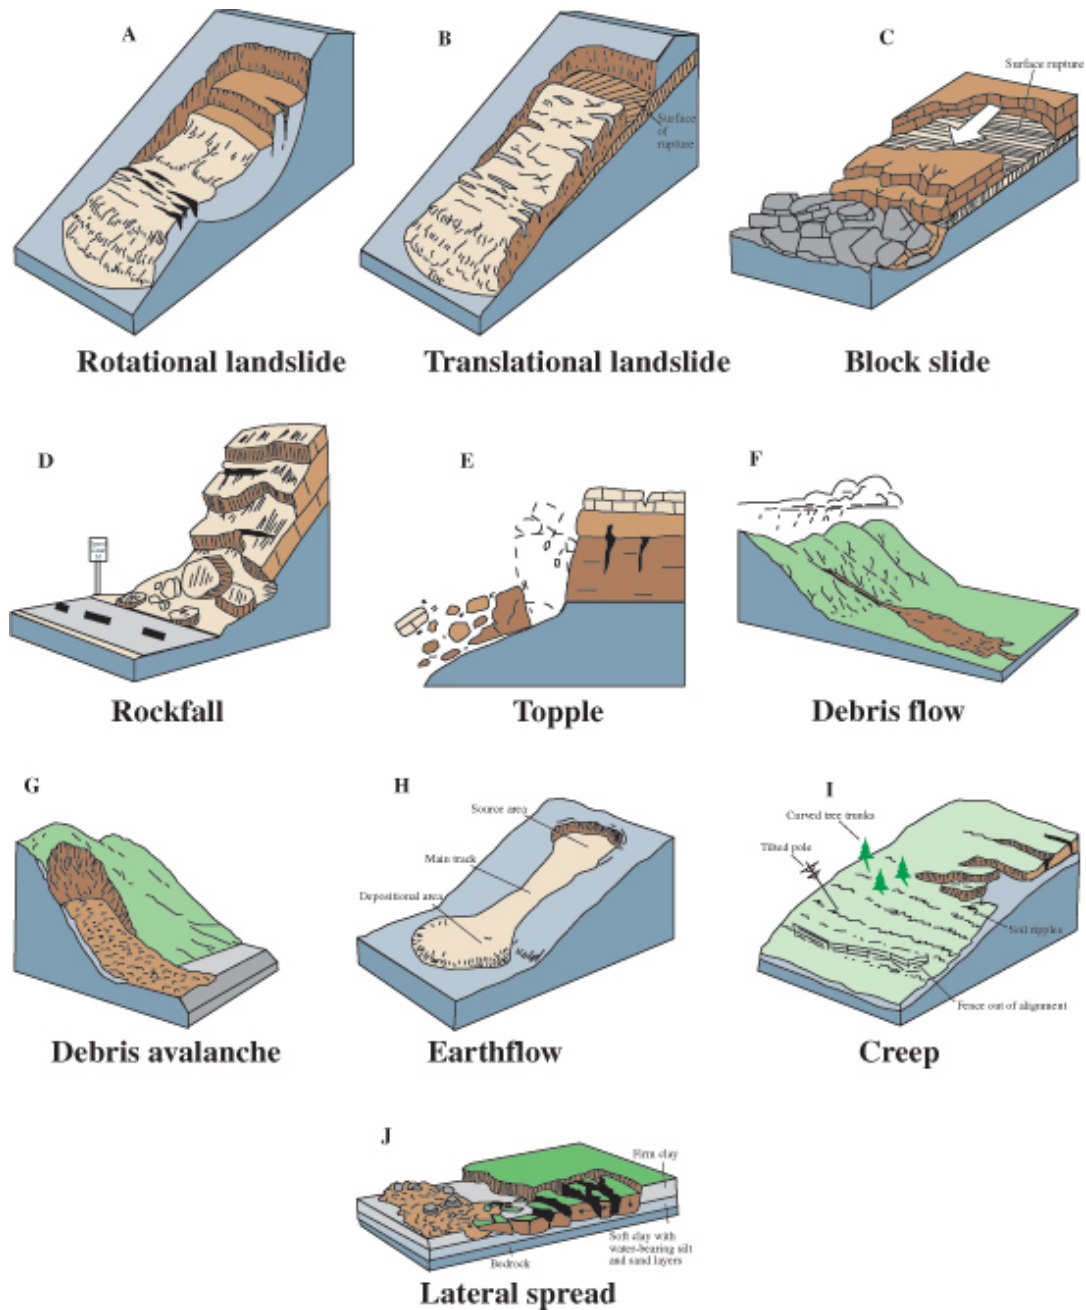 A
B
C
Surface rupture
Surface
of
rupture
Toe
Rotational landslide
Translational landslide
Block slide
D
E
F
Rockfall
Topple
Debris flow
G
H
I
Source area
Curved tree trunks
Main track
Tilted pole
Depositional area
Soil ripples
Fence out of alignment
Debris avalanche
Earthflow
Creep
J
Firm clay
Soft clay with
water-bearing silt
and sand layers
Bedrock
Lateral spread